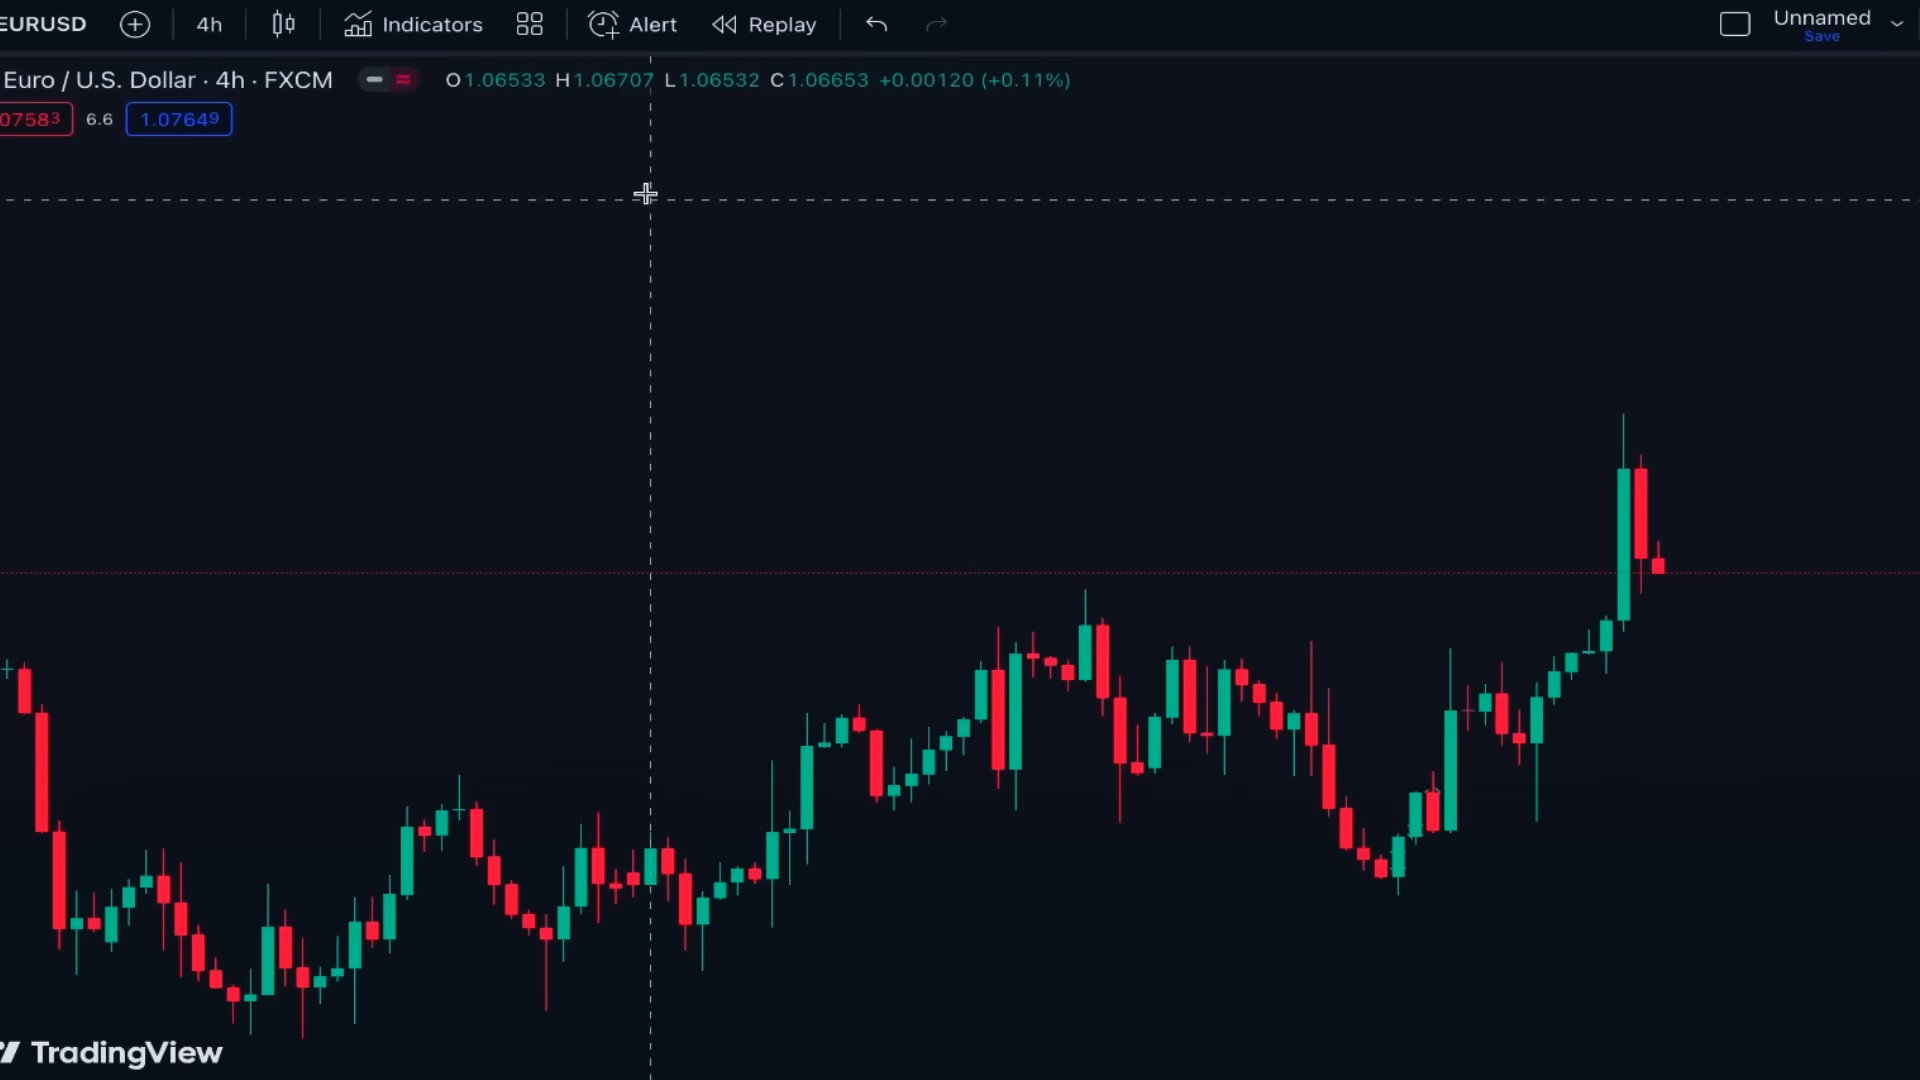 EURUSD 4h Indicators Alert Replay Unnamed
Save
Euro / U.S. Dollar · 4h · FXCM O1.06533 H1.06707 L1.06532 C1.06653 +0.00120 (+0.11%)
07583 6.6 1.07649
TradingView